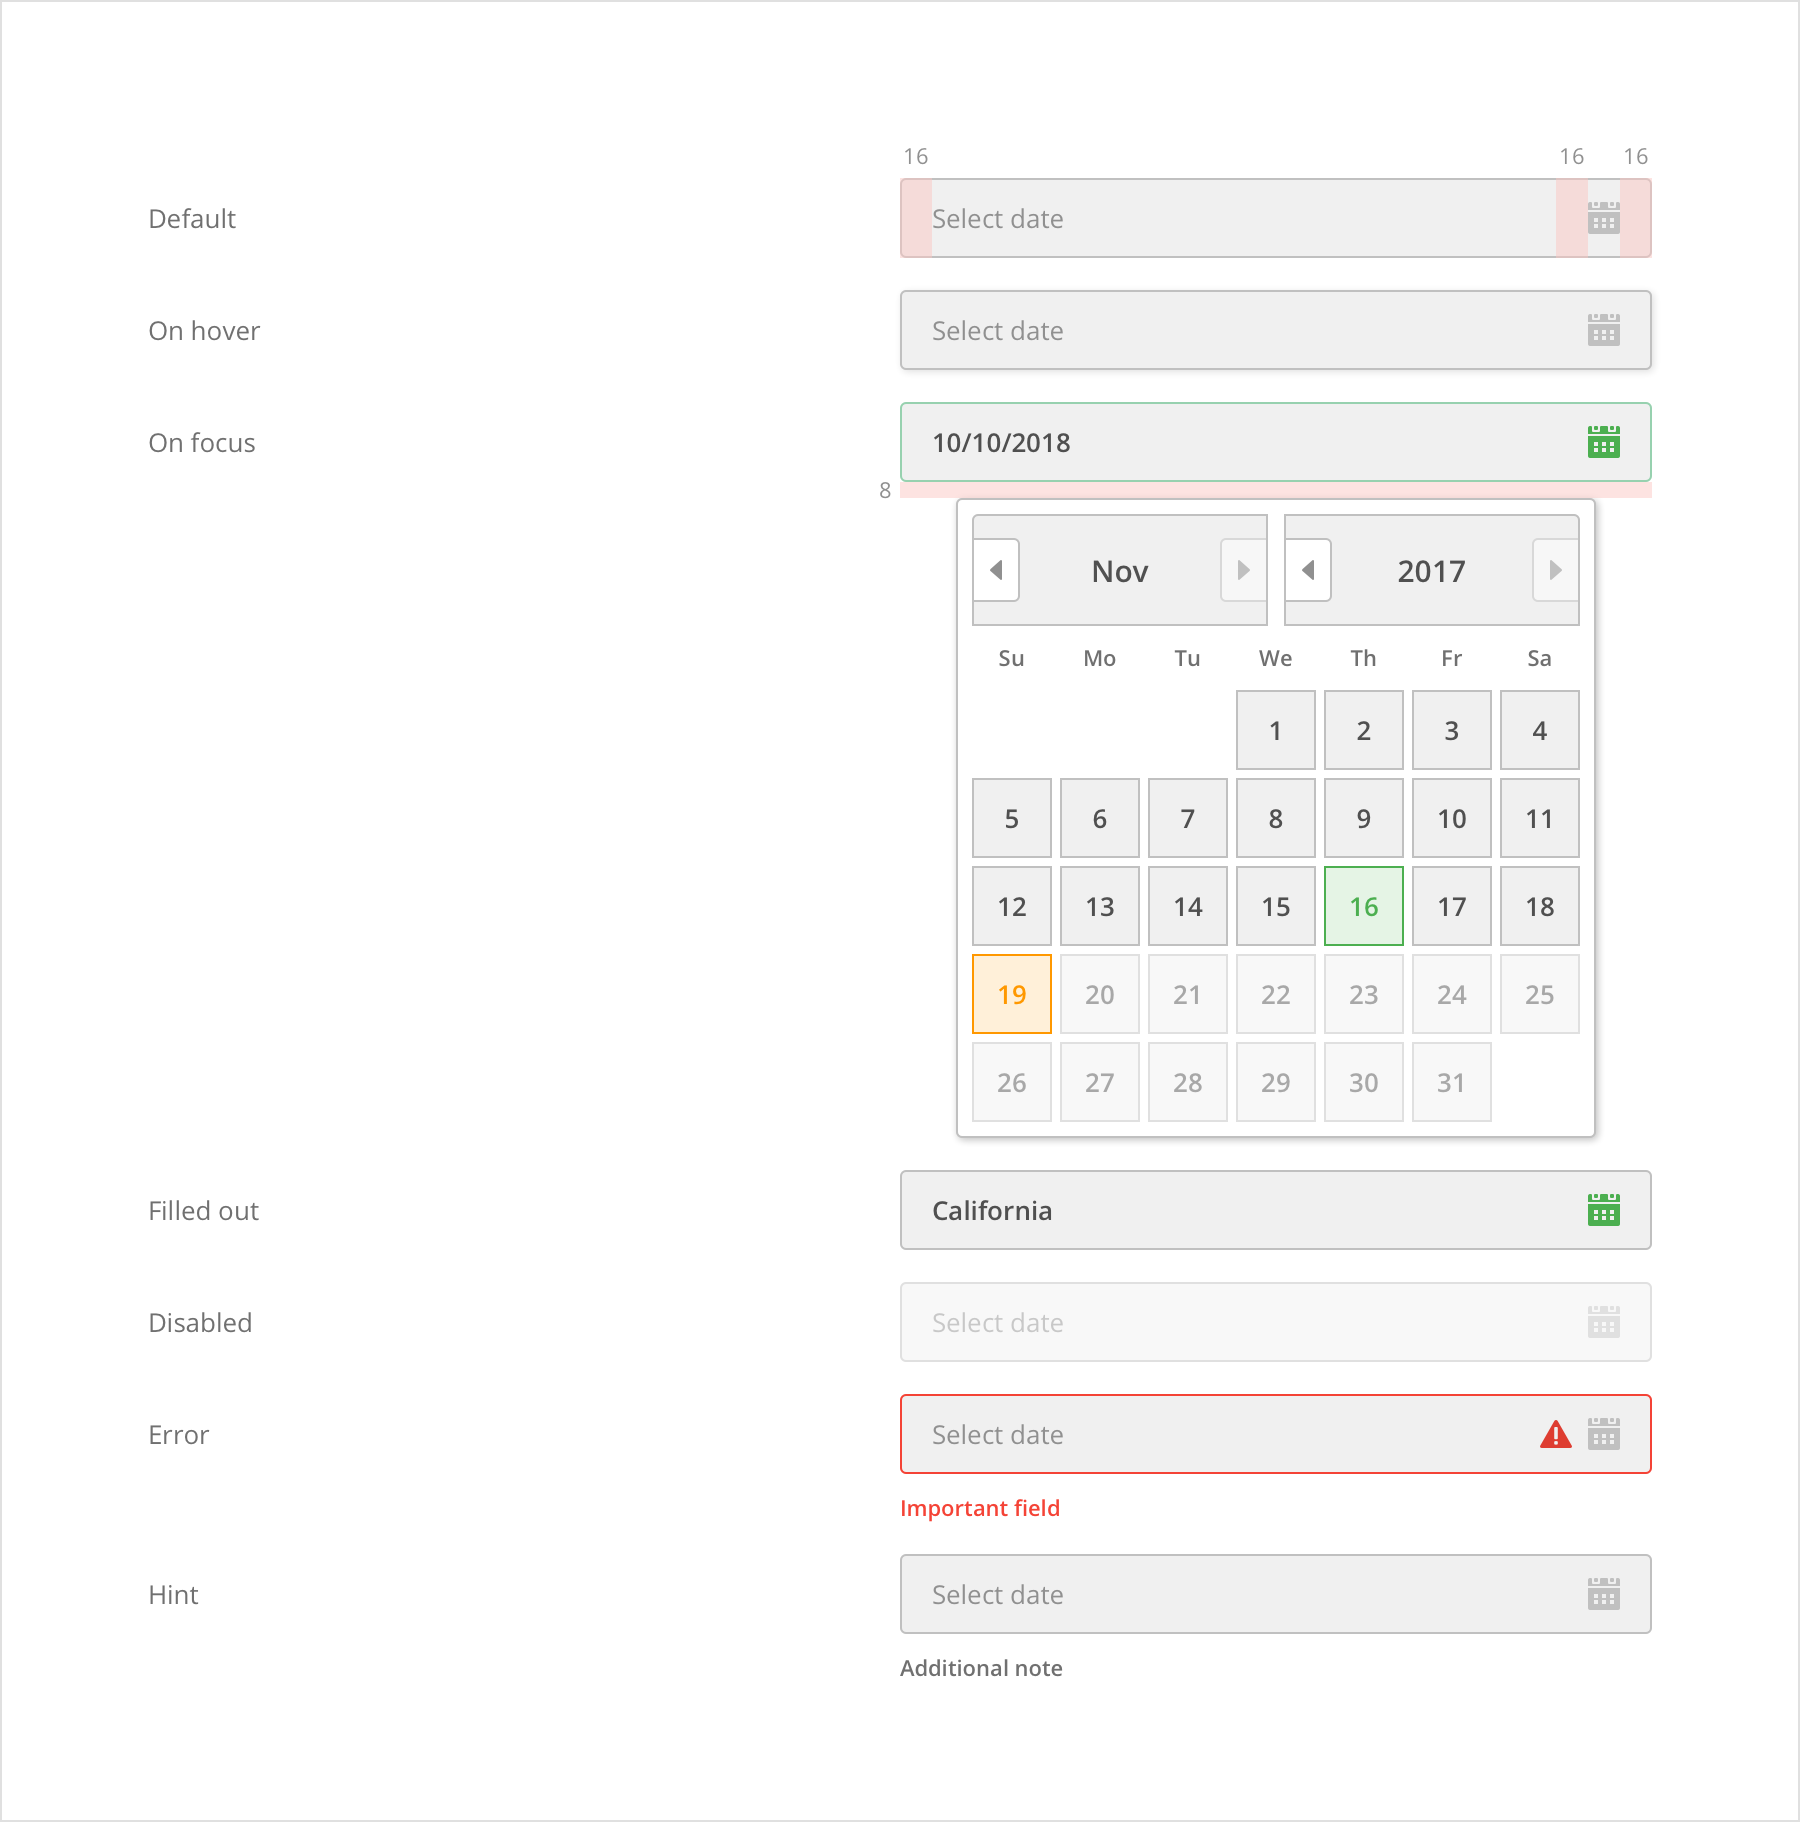 16 16 16
Default Select date
On hover Select date
On focus 10/10/2018
8
Nov 2017
Su Mo Tu We Th Fr Sa
1 2 3 4
5 6 7 8 9 10 11
12 13 14 15 16 17 18
19 20 21 22 23 24 25
26 27 28 29 30 31
Filled out California
Disabled Select date
Error Select date
Important field
Hint Select date
Additional note